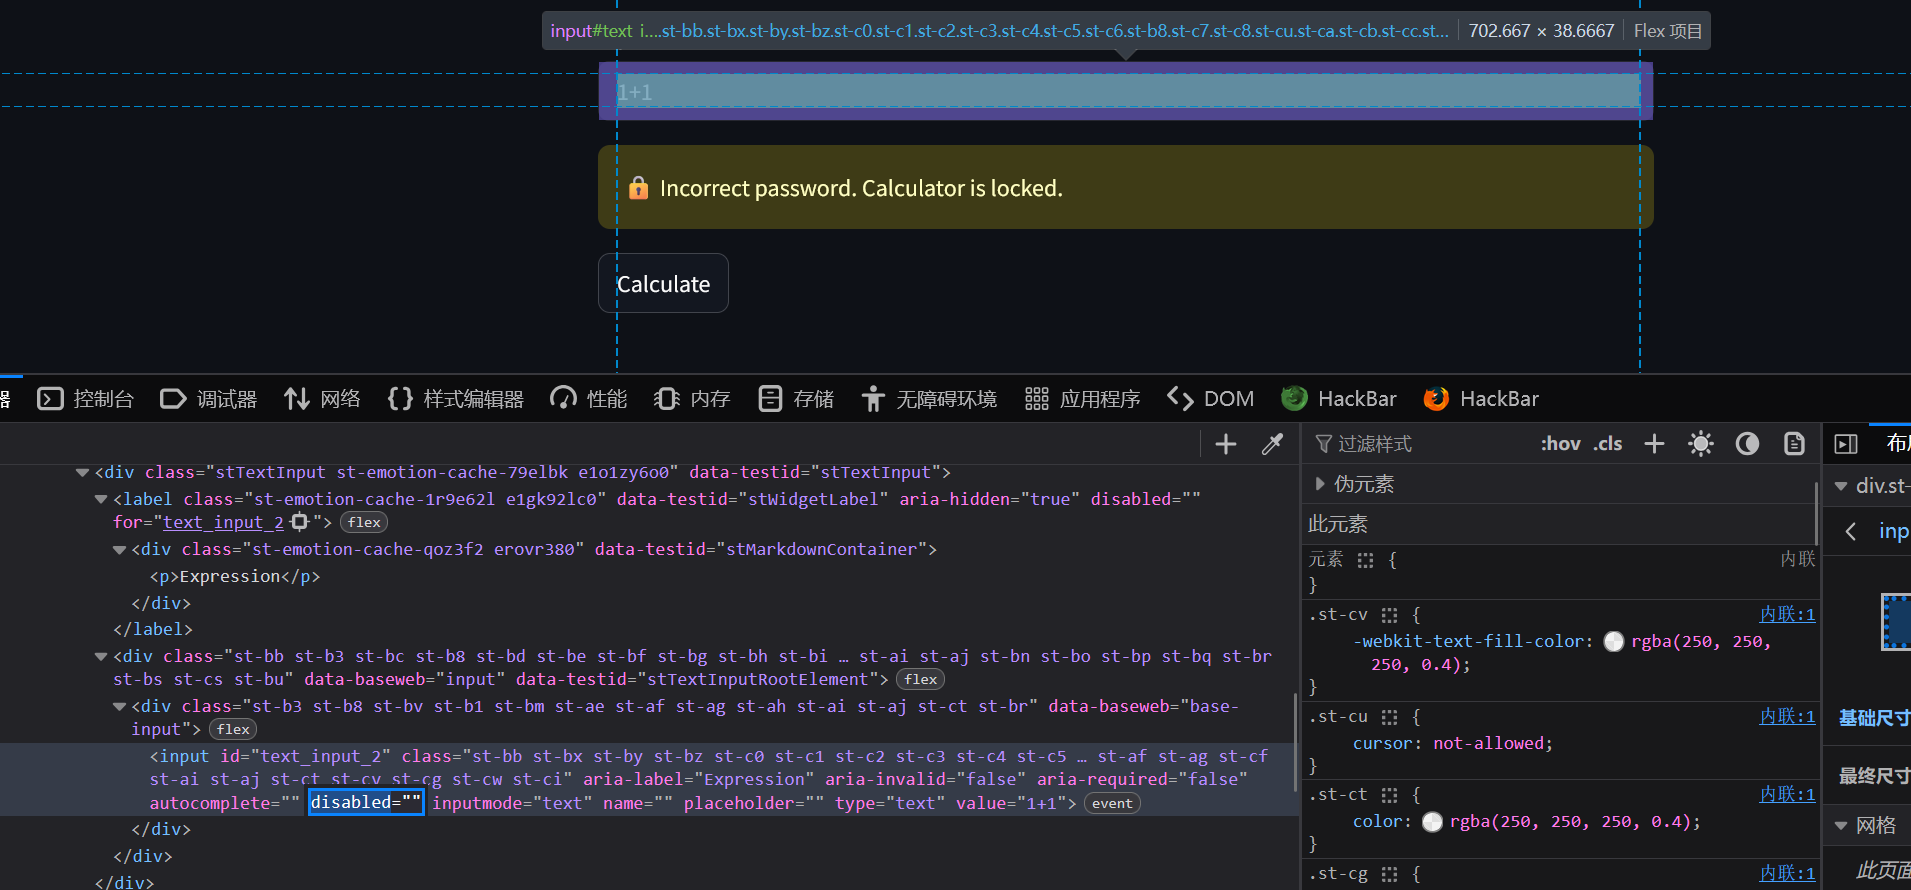 input#text_i....st-bb.st-bx.st-by.st-bz.st-c0.st-c1.st-c2.st-c3.st-c4.st-c5.st-c6.st-b8.st-c7.st-c8.st-cu.st-ca.st-cb.st-cc.st... 702.667 × 38.6667 Flex 项目
1+1
Incorrect password. Calculator is locked.
Calculate
器 控制台 调试器 网络 样式编辑器 性能 内存 存储 无障碍环境 应用程序 DOM HackBar HackBar
<div class="stTextInput st-emotion-cache-79elbk e1o1zy6o0" data-testid="stTextInput">
<label class="st-emotion-cache-1r9e62l e1gk92lc0" data-testid="stWidgetLabel" aria-hidden="true" disabled=""
for="text_input_2"> flex
<div class="st-emotion-cache-qoz3f2 erovr380" data-testid="stMarkdownContainer">
<p>Expression</p>
</div>
</label>
<div class="st-bb st-b3 st-bc st-b8 st-bd st-be st-bf st-bg st-bh st-bi … st-ai st-aj st-bn st-bo st-bp st-bq st-br
st-bs st-cs st-bu" data-baseweb="input" data-testid="stTextInputRootElement"> flex
<div class="st-b3 st-b8 st-bv st-b1 st-bm st-ae st-af st-ag st-ah st-ai st-aj st-ct st-br" data-baseweb="base-
input"> flex
<input id="text_input_2" class="st-bb st-bx st-by st-bz st-c0 st-c1 st-c2 st-c3 st-c4 st-c5 … st-af st-ag st-cf
st-ai st-aj st-ct st-cv st-cg st-cw st-ci" aria-label="Expression" aria-invalid="false" aria-required="false"
autocomplete="" disabled="" inputmode="text" name="" placeholder="" type="text" value="1+1"> event
</div>
</div>
</div>
过滤样式 :hov .cls
伪元素
此元素
元素 { 内联
}
.st-cv { 内联:1
-webkit-text-fill-color: rgba(250, 250,
250, 0.4);
}
.st-cu { 内联:1
cursor: not-allowed;
}
.st-ct { 内联:1
color: rgba(250, 250, 250, 0.4);
}
.st-cg { 内联:1
div.st-
inp
基础尺寸
最终尺寸
网格
此页面